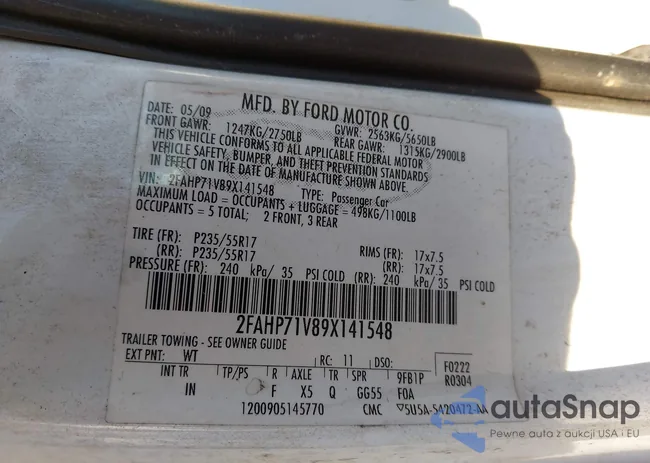 MFD. BY FORD MOTOR CO.
DATE: 05/09 GVWR: 2563KG/5650LB
FRONT GAWR: 1247KG/2750LB REAR GAWR: 1315KG/2900LB
THIS VEHICLE CONFORMS TO ALL APPLICABLE FEDERAL MOTOR
VEHICLE SAFETY, BUMPER, AND THEFT PREVENTION STANDARDS
IN EFFECT ON THE DATE OF MANUFACTURE SHOWN ABOVE.
VIN: 2FAHP71V89X141548 TYPE: Passenger Car
MAXIMUM LOAD = OCCUPANTS + LUGGAGE = 498KG/1100LB
OCCUPANTS = 5 TOTAL; 2 FRONT, 3 REAR
TIRE (FR): P235/55R17 RIMS (FR): 17x7.5
(RR): P235/55R17 (RR): 17x7.5
PRESSURE (FR): 240 kPa/ 35 PSI COLD (RR): 240 kPa/ 35 PSI COLD
2FAHP71V89X141548
TRAILER TOWING - SEE OWNER GUIDE
EXT PNT: WT RC: 11 DSO: F0222
R0304
INT TR TP/PS R AXLE TR SPR 9FB1P
IN F X5 Q GG55 F0A
1200905145770 CMC 5U5A-5420472-AA
autoSnap
Pewne auta z aukcji USA i EU